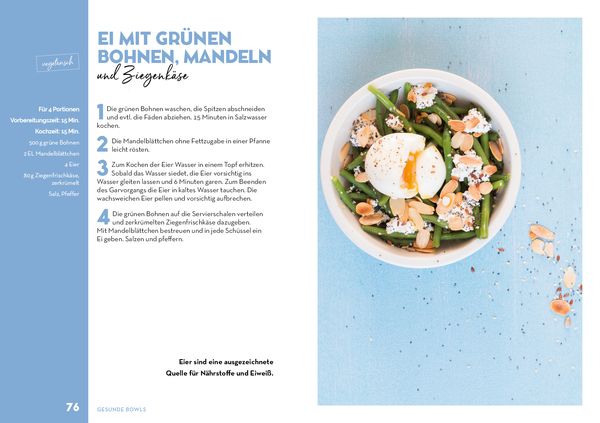 EI MIT GRÜNEN
BOHNEN, MANDELN
und Ziegenkäse
vegetarisch
Für 4 Portionen
Vorbereitungszeit: 15 Min.
Kochzeit: 15 Min.
500 g grüne Bohnen
2 EL Mandelblättchen
4 Eier
80 g Ziegenfrischkäse,
zerkrümelt
Salz, Pfeffer
1 Die grünen Bohnen waschen, die Spitzen abschneiden
und evtl. die Fäden abziehen. 15 Minuten in Salzwasser
kochen.
2 Die Mandelblättchen ohne Fettzugabe in einer Pfanne
leicht rösten.
3 Zum Kochen der Eier Wasser in einem Topf erhitzen.
Sobald das Wasser siedet, die Eier vorsichtig ins
Wasser gleiten lassen und 6 Minuten garen. Zum Beenden
des Garvorgangs die Eier in kaltes Wasser tauchen. Die
wachsweichen Eier pellen und vorsichtig aufbrechen.
4 Die grünen Bohnen auf die Servierschalen verteilen
und zerkrümelten Ziegenfrischkäse dazugeben.
Mit Mandelblättchen bestreuen und in jede Schüssel ein
Ei geben. Salzen und pfeffern.
Eier sind eine ausgezeichnete
Quelle für Nährstoffe und Eiweiß.
76
GESUNDE BOWLS